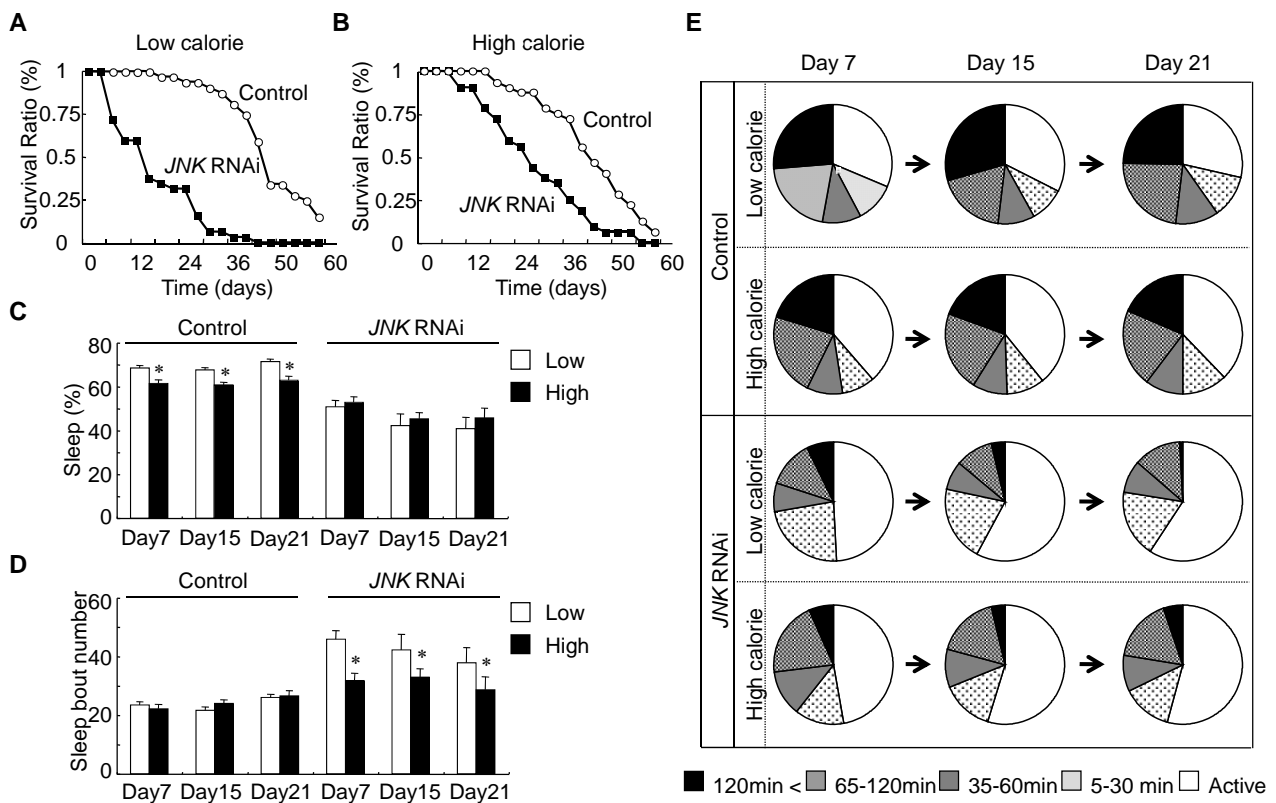 A
Low calorie
Survival Ratio (%)
1
0.75
0.5
0.25
0
Control
JNK RNAi
0 12 24 36 50 60
Time (days)
B
High calorie
Survival Ratio (%)
1
0.75
0.5
0.25
0
Control
JNK RNAi
0 12 24 36 50 60
Time (days)
C
Control JNK RNAi
Sleep (%)
80
60
40
20
0
* * *
Low
High
Day7 Day15 Day21 Day7 Day15 Day21
D
Control JNK RNAi
Sleep bout number
60
40
20
0
* * *
Low
High
Day7 Day15 Day21 Day7 Day15 Day21
E
Day 7 Day 15 Day 21
Control
Low calorie
High calorie
JNK RNAi
Low calorie
High calorie
120min < 65-120min 35-60min 5-30 min Active